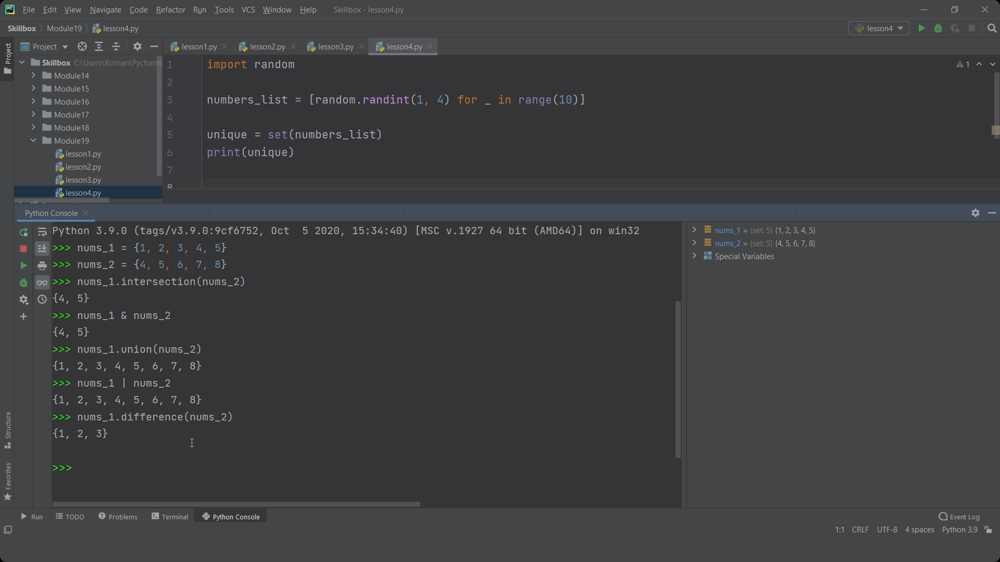 File Edit View Navigate Code Refactor Run Tools VCS Window Help Skillbox - lesson4.py
Skillbox Module19 lesson4.py lesson4
Project Project lesson1.py lesson2.py lesson3.py lesson4.py
Skillbox C:\Users\Roman\Pycharm
Module14
Module15
Module16
Module17
Module18
Module19
lesson1.py
lesson2.py
lesson3.py
lesson4.py
1 import random
1
2
3 numbers_list = [random.randint(1, 4) for _ in range(10)]
4
5 unique = set(numbers_list)
6 print(unique)
7
8
Python Console
Python 3.9.0 (tags/v3.9.0:9cf6752, Oct  5 2020, 15:34:40) [MSC v.1927 64 bit (AMD64)] on win32
>>> nums_1 = {1, 2, 3, 4, 5}
>>> nums_2 = {4, 5, 6, 7, 8}
>>> nums_1.intersection(nums_2)
{4, 5}
>>> nums_1 & nums_2
{4, 5}
>>> nums_1.union(nums_2)
{1, 2, 3, 4, 5, 6, 7, 8}
>>> nums_1 | nums_2
{1, 2, 3, 4, 5, 6, 7, 8}
>>> nums_1.difference(nums_2)
{1, 2, 3}
>>>
nums_1 = {set: 5} {1, 2, 3, 4, 5}
nums_2 = {set: 5} {4, 5, 6, 7, 8}
Special Variables
Structure
Favorites
Run TODO Problems Terminal Python Console Event Log
1:1 CRLF UTF-8 4 spaces Python 3.9